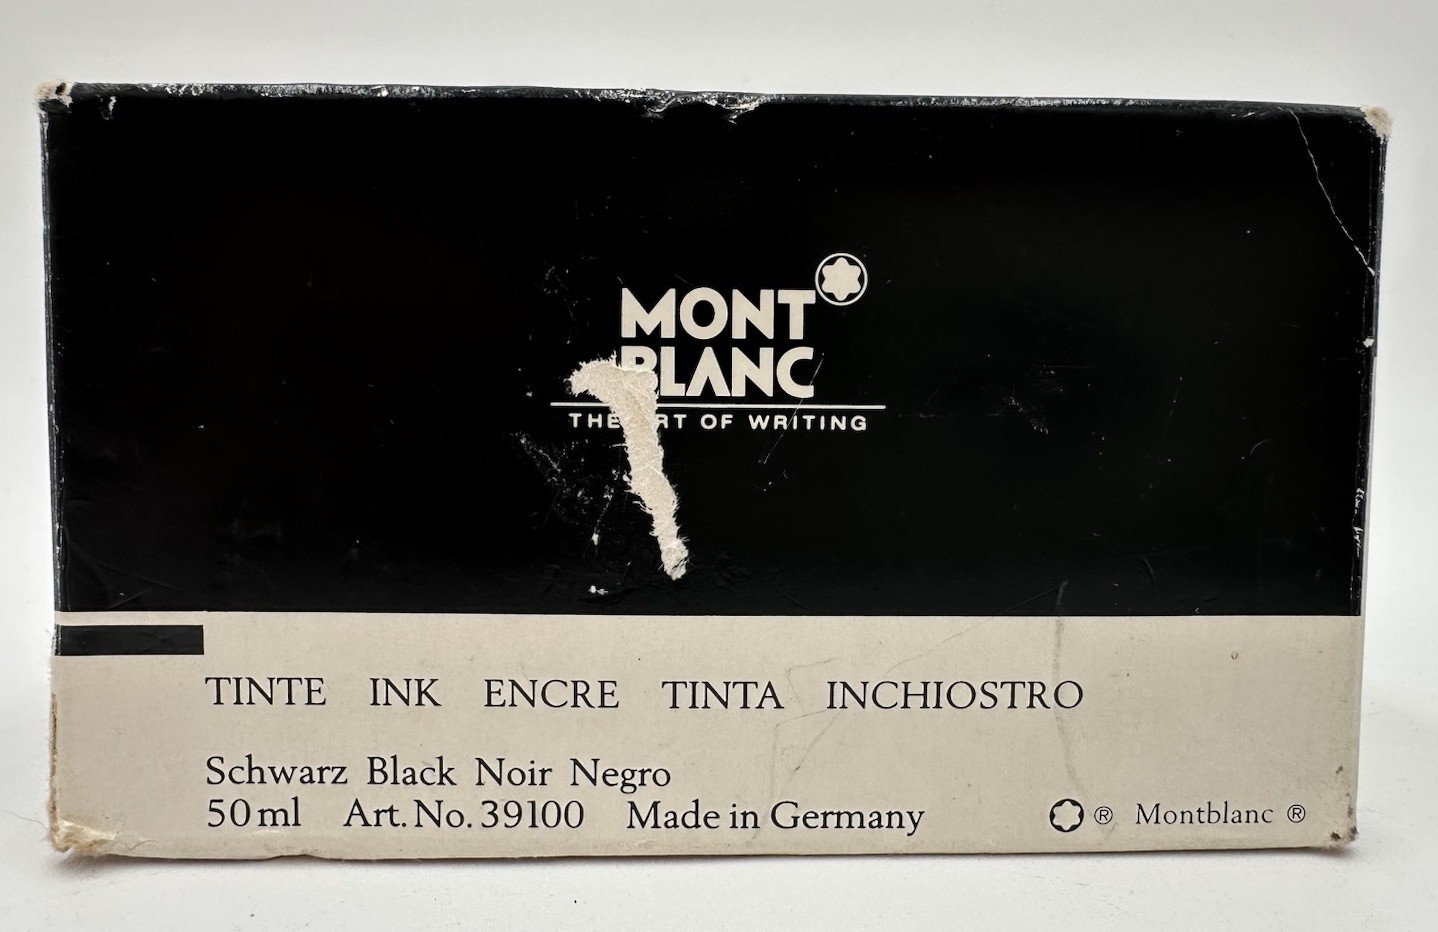 MONT
BLANC
THE ART OF WRITING
TINTE INK ENCRE TINTA INCHIOSTRO
Schwarz Black Noir Negro
50 ml Art. No. 39100 Made in Germany
® Montblanc ®